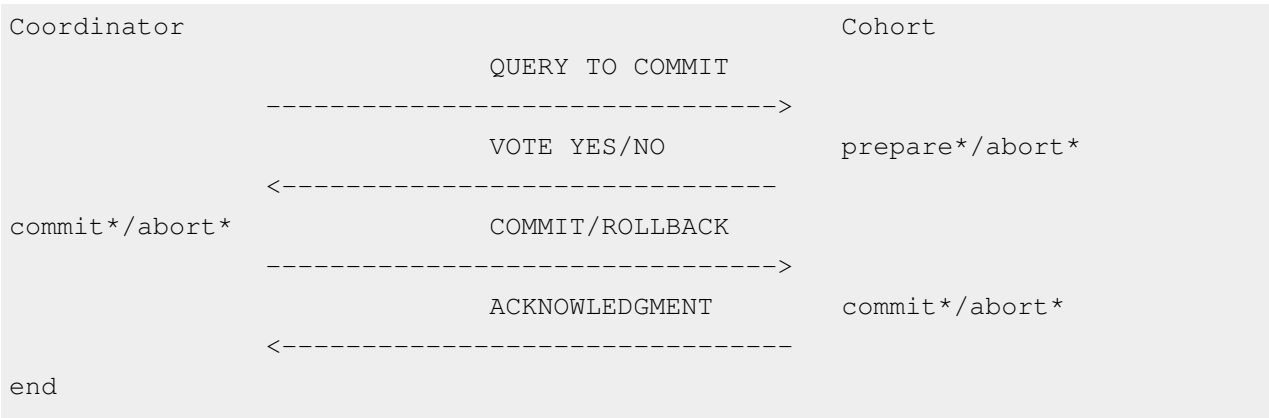 Coordinator                                         Cohort
                              QUERY TO COMMIT
                -------------------------------->
                              VOTE YES/NO           prepare*/abort*
                <-------------------------------
commit*/abort*                COMMIT/ROLLBACK
                -------------------------------->
                              ACKNOWLEDGMENT        commit*/abort*
                <--------------------------------
end